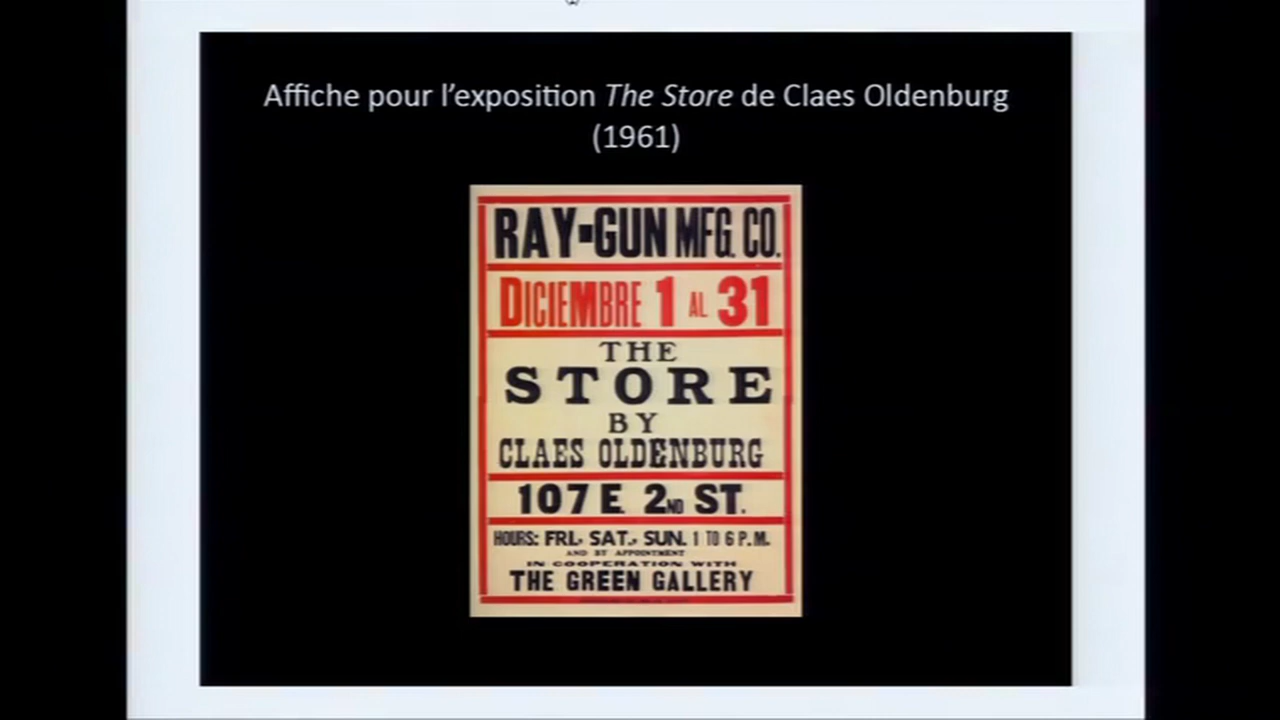 Affiche pour l’exposition The Store de Claes Oldenburg
(1961)
RAY-GUN MFG. CO.
DICIEMBRE 1 AL 31
THE
STORE
BY
CLAES OLDENBURG
107 E. 2ND ST.
HOURS: FRI., SAT., SUN. 1 TO 6 P.M.
AND BY APPOINTMENT
IN COOPERATION WITH
THE GREEN GALLERY